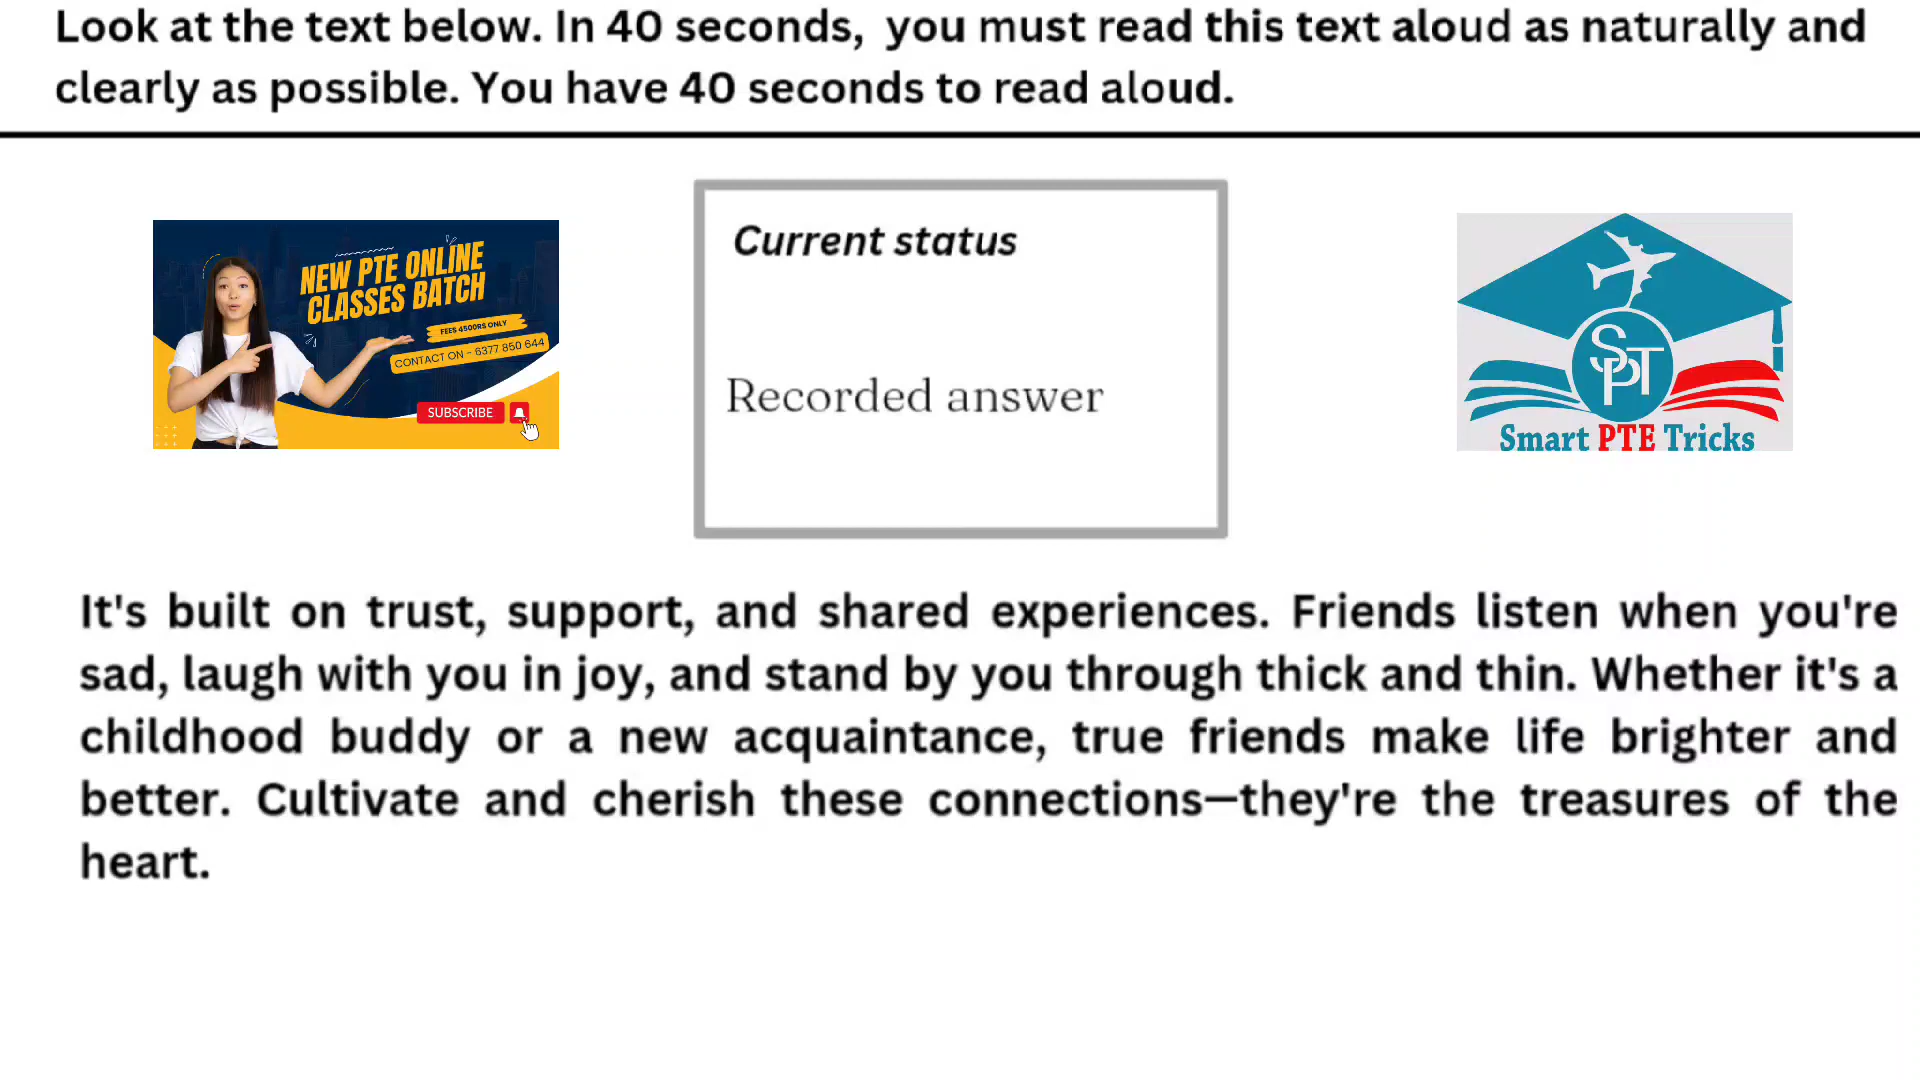 Look at the text below. In 40 seconds, you must read this text aloud as naturally and
clearly as possible. You have 40 seconds to read aloud.
NEW PTE ONLINE
CLASSES BATCH
FEES 4500RS ONLY
CONTACT ON - 6377 850 644
SUBSCRIBE
Current status
Recorded answer
SPT
Smart PTE Tricks
It's built on trust, support, and shared experiences. Friends listen when you're
sad, laugh with you in joy, and stand by you through thick and thin. Whether it's a
childhood buddy or a new acquaintance, true friends make life brighter and
better. Cultivate and cherish these connections—they're the treasures of the
heart.